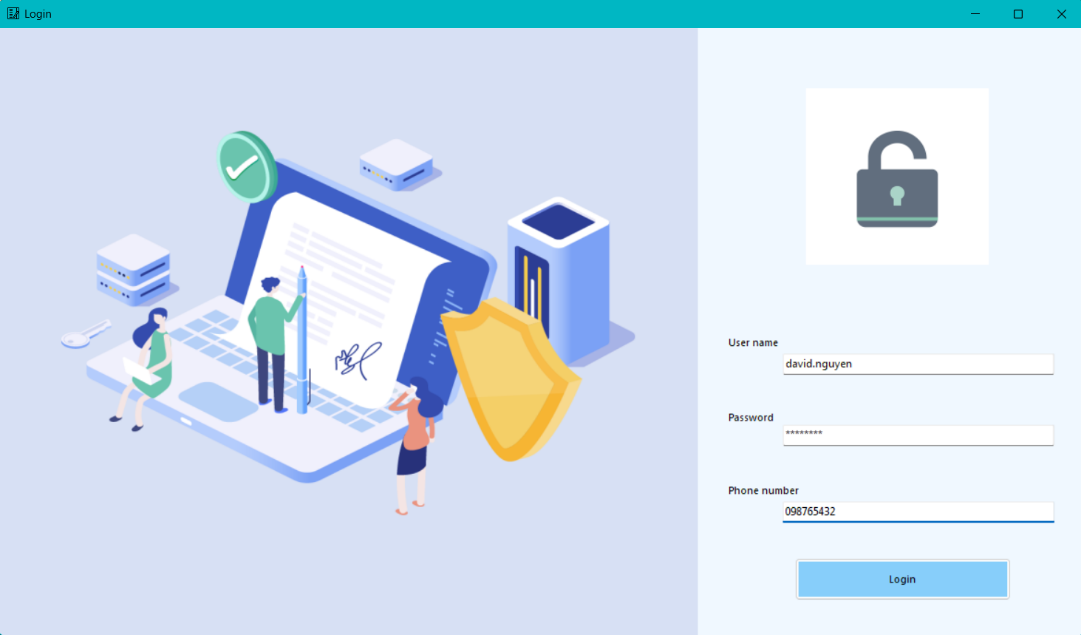 Login
User name
david.nguyen
Password
********
Phone number
098765432
Login